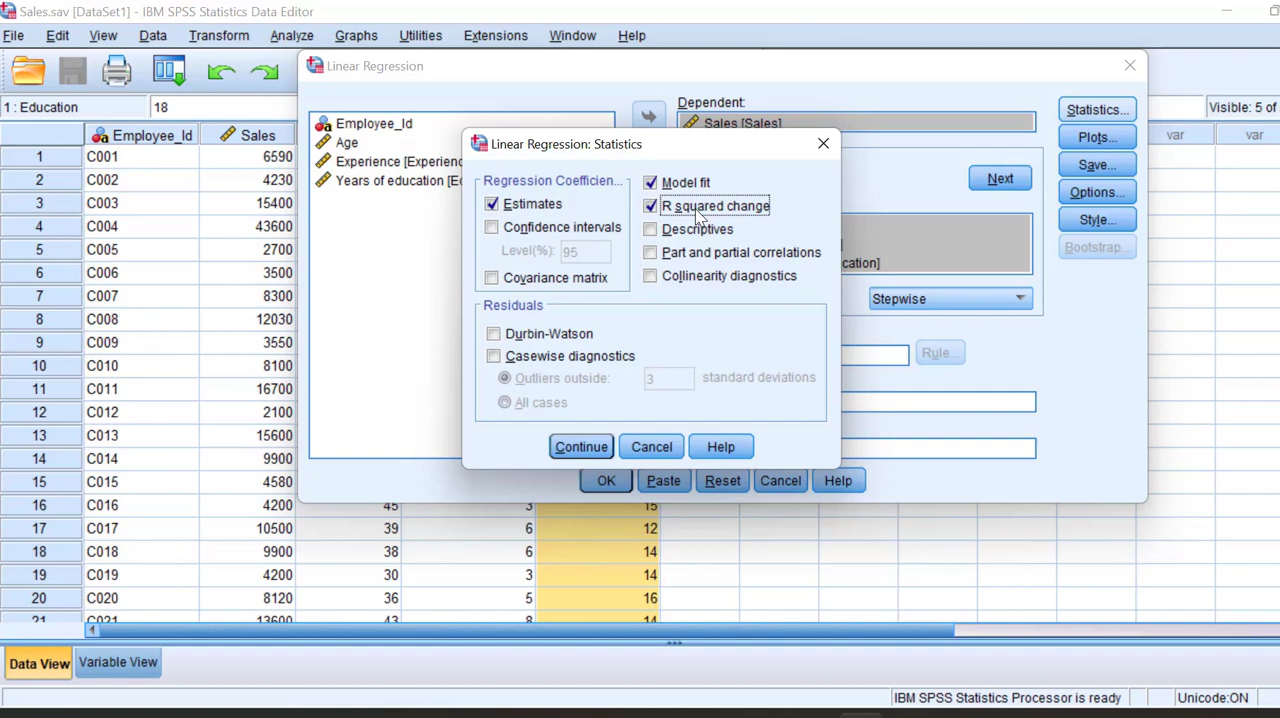 Sales.sav [DataSet1] - IBM SPSS Statistics Data Editor
File Edit View Data Transform Analyze Graphs Utilities Extensions Window Help
1 : Education 18 Visible: 5 of
Employee_Id Sales var var
1 C001 6590
2 C002 4230
3 C003 15400
4 C004 43600
5 C005 2700
6 C006 3500
7 C007 8300
8 C008 12030
9 C009 3550
10 C010 8100
11 C011 16700
12 C012 2100
13 C013 15600
14 C014 9900
15 C015 4580
16 C016 4200 45 3 15
17 C017 10500 39 6 12
18 C018 9900 38 6 14
19 C019 4200 30 3 14
20 C020 8120 36 5 16
21 C021 13600 43 8 14
Linear Regression
Employee_Id
Age
Experience [Experienc
Years of education [E
Dependent:
Sales [Sales]
Next
]
cation]
Stepwise
Rule...
Statistics...
Plots...
Save...
Options...
Style...
Bootstrap...
OK Paste Reset Cancel Help
Linear Regression: Statistics
Regression Coefficien...
Estimates
Confidence intervals
Level(%): 95
Covariance matrix
Model fit
R squared change
Descriptives
Part and partial correlations
Collinearity diagnostics
Residuals
Durbin-Watson
Casewise diagnostics
Outliers outside: 3 standard deviations
All cases
Continue Cancel Help
Data View Variable View
IBM SPSS Statistics Processor is ready Unicode:ON